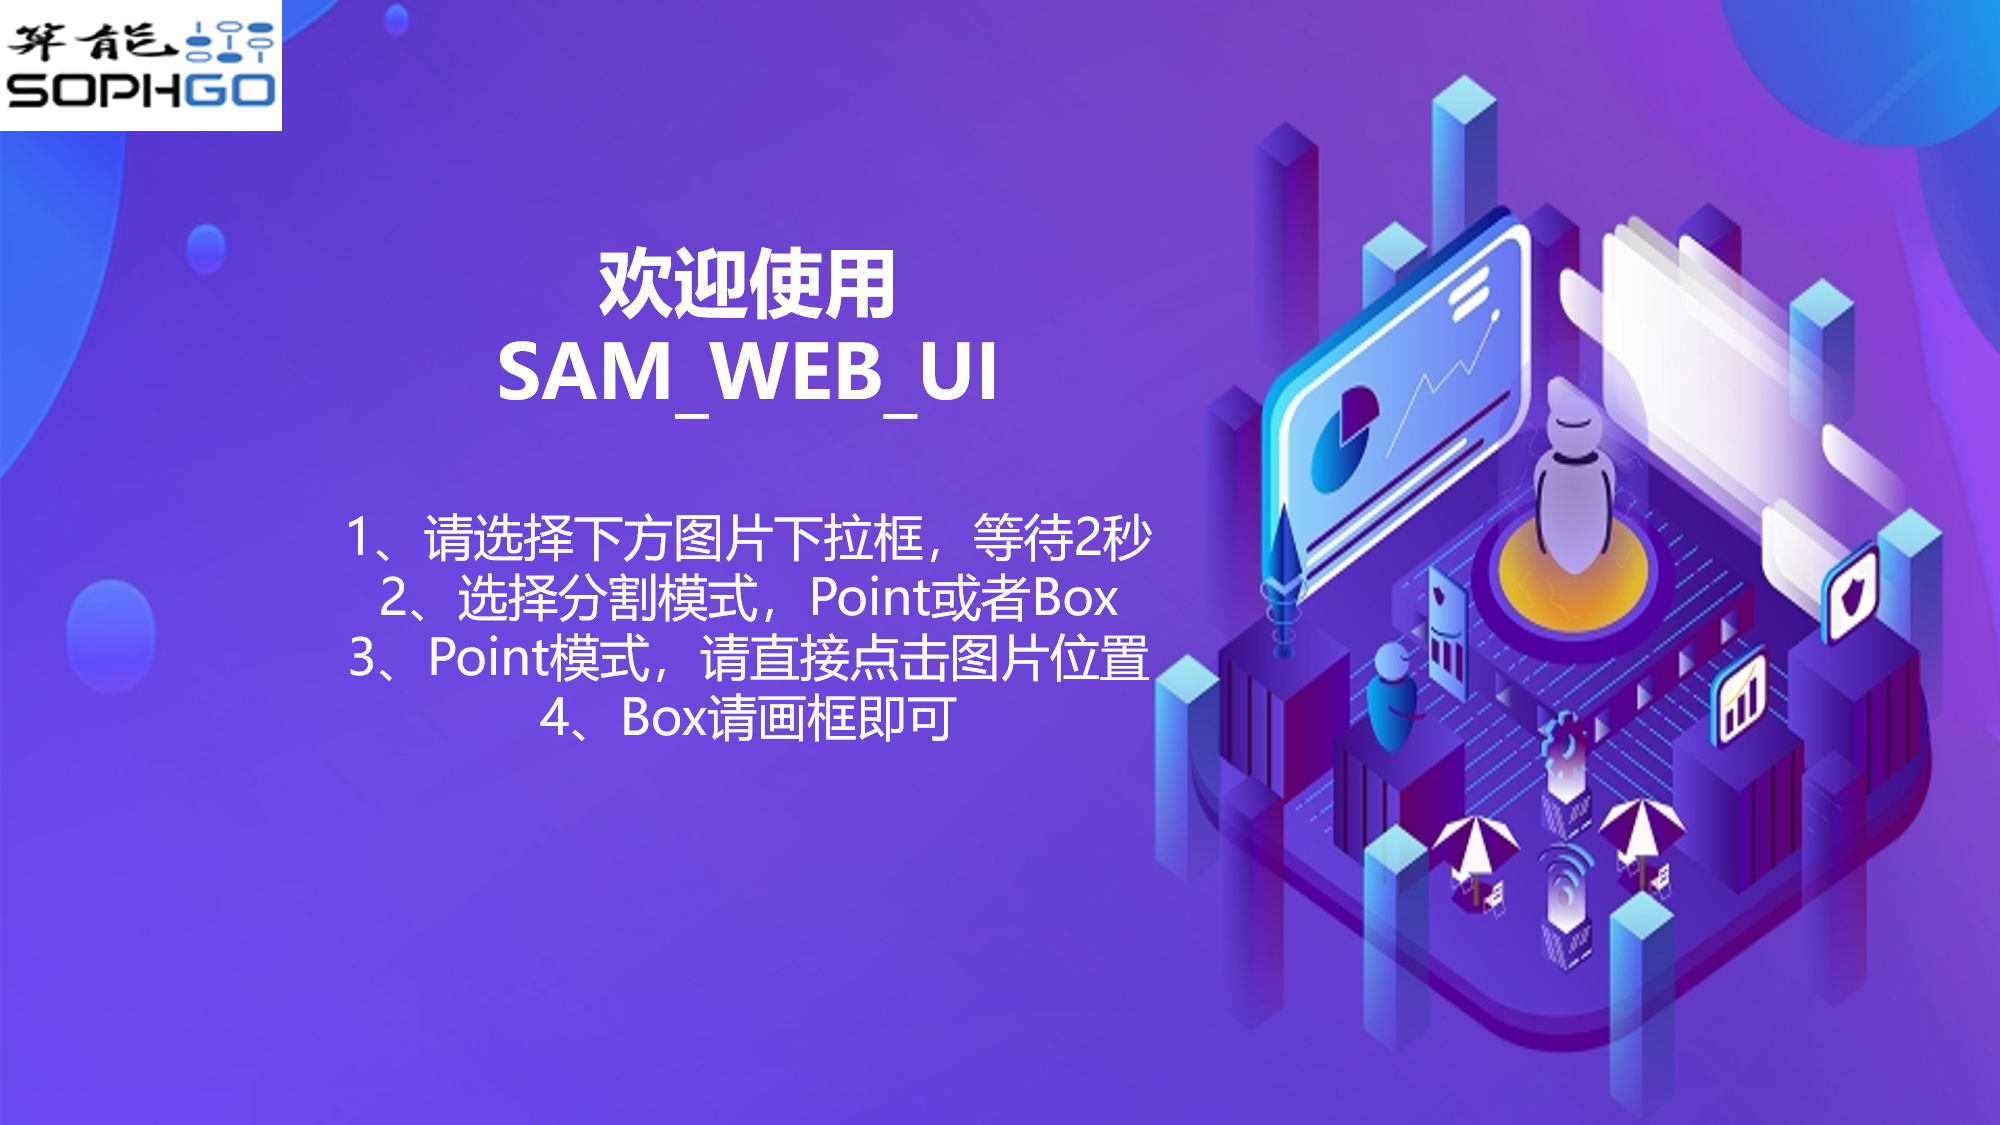 算能
SOPHGO
欢迎使用
SAM_WEB_UI
1、请选择下方图片下拉框，等待2秒
2、选择分割模式，Point或者Box
3、Point模式，请直接点击图片位置
4、Box请画框即可